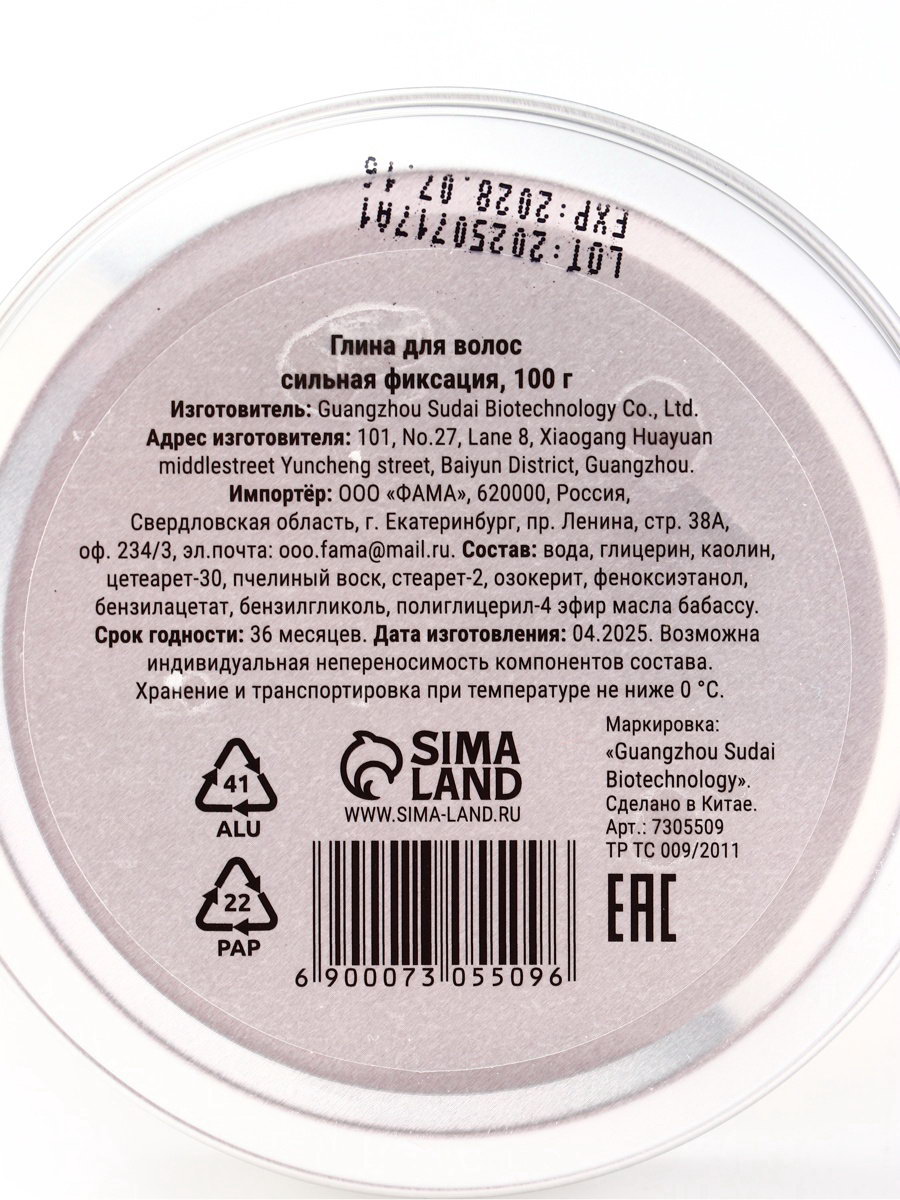 LOT:20250717A1
EXP:2028.07
Глина для волос
сильная фиксация, 100 г
Изготовитель: Guangzhou Sudai Biotechnology Co., Ltd.
Адрес изготовителя: 101, No.27, Lane 8, Xiaogang Huayuan
middlestreet Yuncheng street, Baiyun District, Guangzhou.
Импортёр: ООО «ФАМА», 620000, Россия,
Свердловская область, г. Екатеринбург, пр. Ленина, стр. 38А,
оф. 234/3, эл.почта: ooo.fama@mail.ru. Состав: вода, глицерин, каолин,
цетеарет-30, пчелиный воск, стеарет-2, озокерит, феноксиэтанол,
бензилацетат, бензилгликоль, полиглицерил-4 эфир масла бабассу.
Срок годности: 36 месяцев. Дата изготовления: 04.2025. Возможна
индивидуальная непереносимость компонентов состава.
Хранение и транспортировка при температуре не ниже 0 °C.
41
ALU
22
PAP
SIMA
LAND
WWW.SIMA-LAND.RU
6 900073 055096
Маркировка:
«Guangzhou Sudai
Biotechnology».
Сделано в Китае.
Арт.: 7305509
ТР ТС 009/2011
EAC